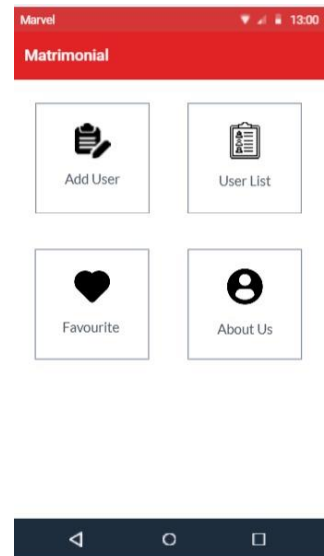 Marvel 13:00
Matrimonial
Add User User List
Favourite About Us